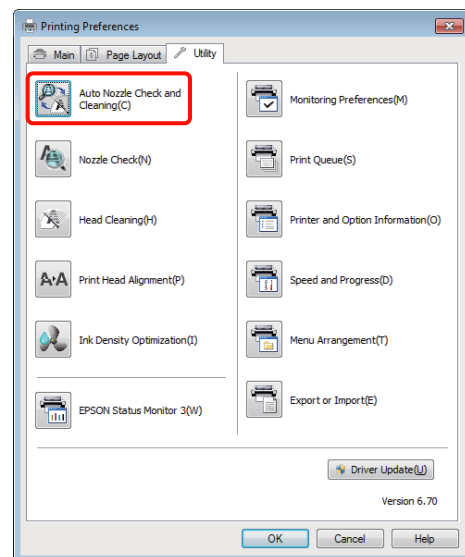 Printing Preferences
Main
Page Layout
Utility
Auto Nozzle Check and
Cleaning(C)
Nozzle Check(N)
Head Cleaning(H)
Print Head Alignment(P)
Ink Density Optimization(I)
EPSON Status Monitor 3(W)
Monitoring Preferences(M)
Print Queue(S)
Printer and Option Information(O)
Speed and Progress(D)
Menu Arrangement(T)
Export or Import(E)
Driver Update(U)
Version 6.70
OK
Cancel
Help